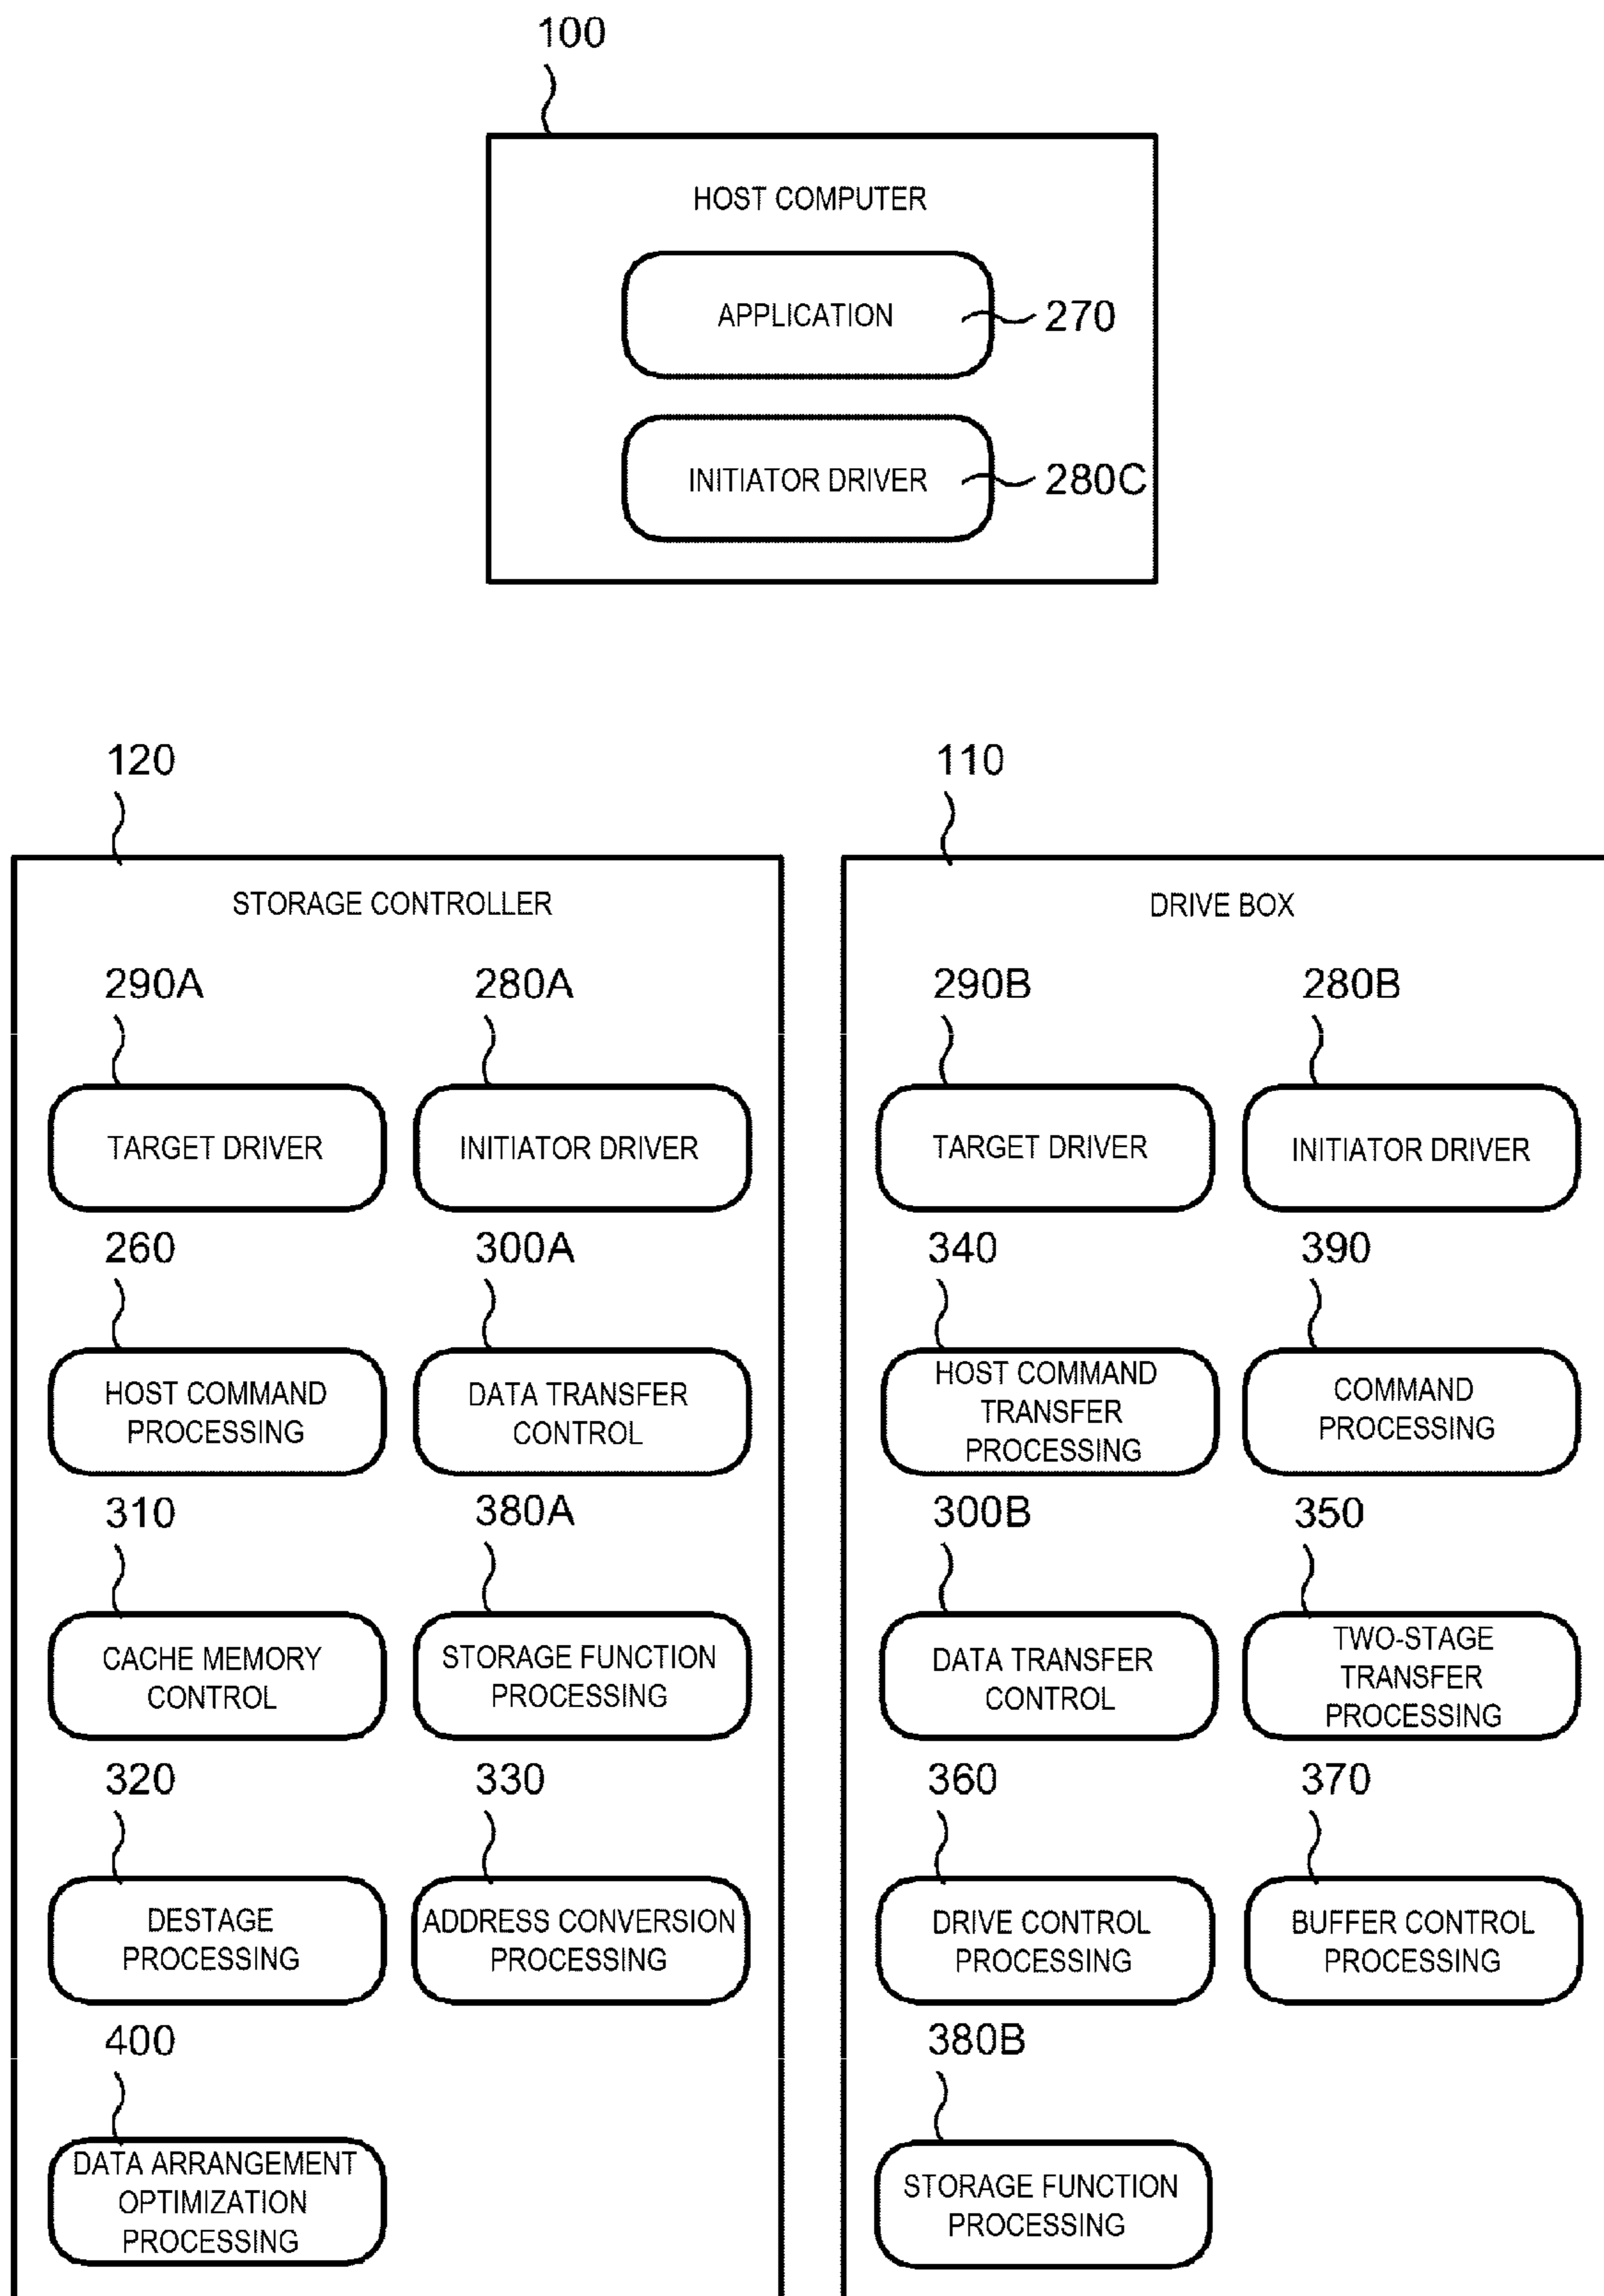 100
HOST COMPUTER
APPLICATION
270
INITIATOR DRIVER
280C
120
STORAGE CONTROLLER
290A
280A
TARGET DRIVER
INITIATOR DRIVER
260
300A
HOST COMMAND
PROCESSING
DATA TRANSFER
CONTROL
310
380A
CACHE MEMORY
CONTROL
STORAGE FUNCTION
PROCESSING
320
330
DESTAGE
PROCESSING
ADDRESS CONVERSION
PROCESSING
400
DATA ARRANGEMENT
OPTIMIZATION
PROCESSING
110
DRIVE BOX
290B
280B
TARGET DRIVER
INITIATOR DRIVER
340
390
HOST COMMAND
TRANSFER
PROCESSING
COMMAND
PROCESSING
300B
350
DATA TRANSFER
CONTROL
TWO-STAGE
TRANSFER
PROCESSING
360
370
DRIVE CONTROL
PROCESSING
BUFFER CONTROL
PROCESSING
380B
STORAGE FUNCTION
PROCESSING